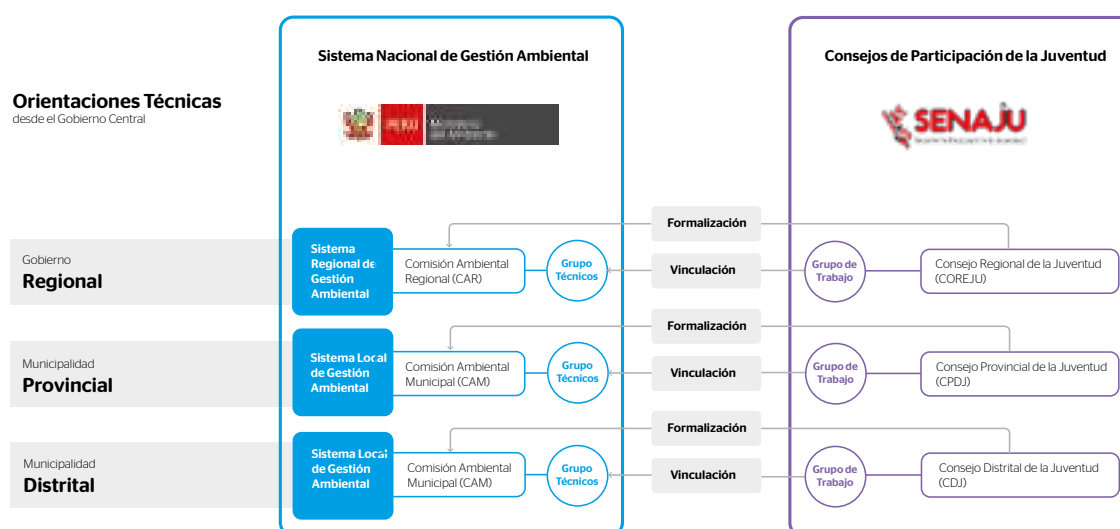 Sistema Nacional de Gestión Ambiental
Consejos de Participación de la Juventud
Orientaciones Técnicas
desde el Gobierno Central
PERÚ
Ministerio
del Ambiente
SENAJU
Formalización
Gobierno
Regional
Sistema
Regional de
Gestión
Ambiental
Comisión Ambiental
Regional (CAR)
Grupo
Técnicos
Vinculación
Grupo de
Trabajo
Consejo Regional de la Juventud
(COREJU)
Formalización
Municipalidad
Provincial
Sistema Local
de Gestión
Ambiental
Comisión Ambiental
Municipal (CAM)
Grupo
Técnicos
Vinculación
Grupo de
Trabajo
Consejo Provincial de la Juventud
(CPDJ)
Formalización
Municipalidad
Distrital
Sistema Local
de Gestión
Ambiental
Comisión Ambiental
Municipal (CAM)
Grupo
Técnicos
Vinculación
Grupo de
Trabajo
Consejo Distrital de la Juventud
(CDJ)